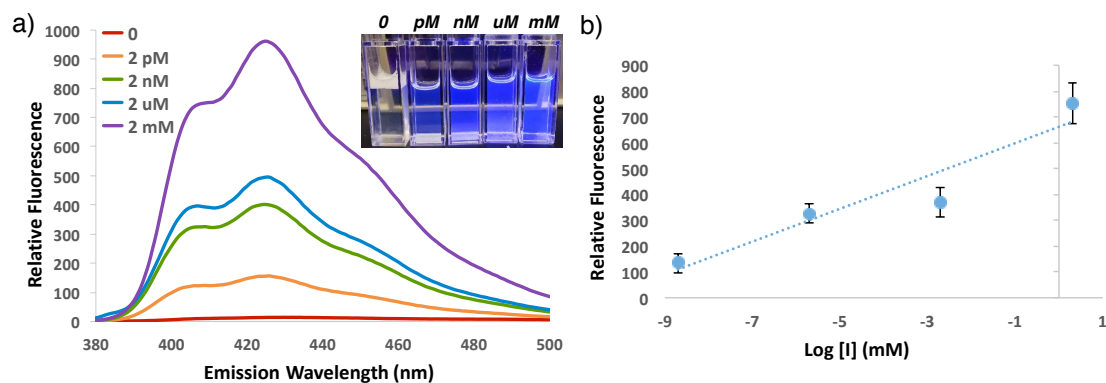 a)
0 pM nM uM mM
0
2 pM
2 nM
2 uM
2 mM
1000
900
800
700
600
500
400
300
200
100
0
380 400 420 440 460 480 500
Emission Wavelength (nm)
Relative Fluorescence
b)
900
800
700
600
500
400
300
200
100
0
-9 -7 -5 -3 -1 1
Log [I] (mM)
Relative Fluorescence